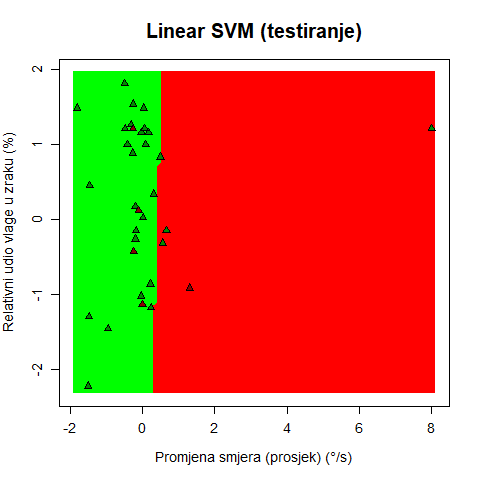 Linear SVM (testiranje)
Relativni udio vlage u zraku (%)
2
1
0
-1
-2
-2 0 2 4 6 8
Promjena smjera (prosjek) (°/s)